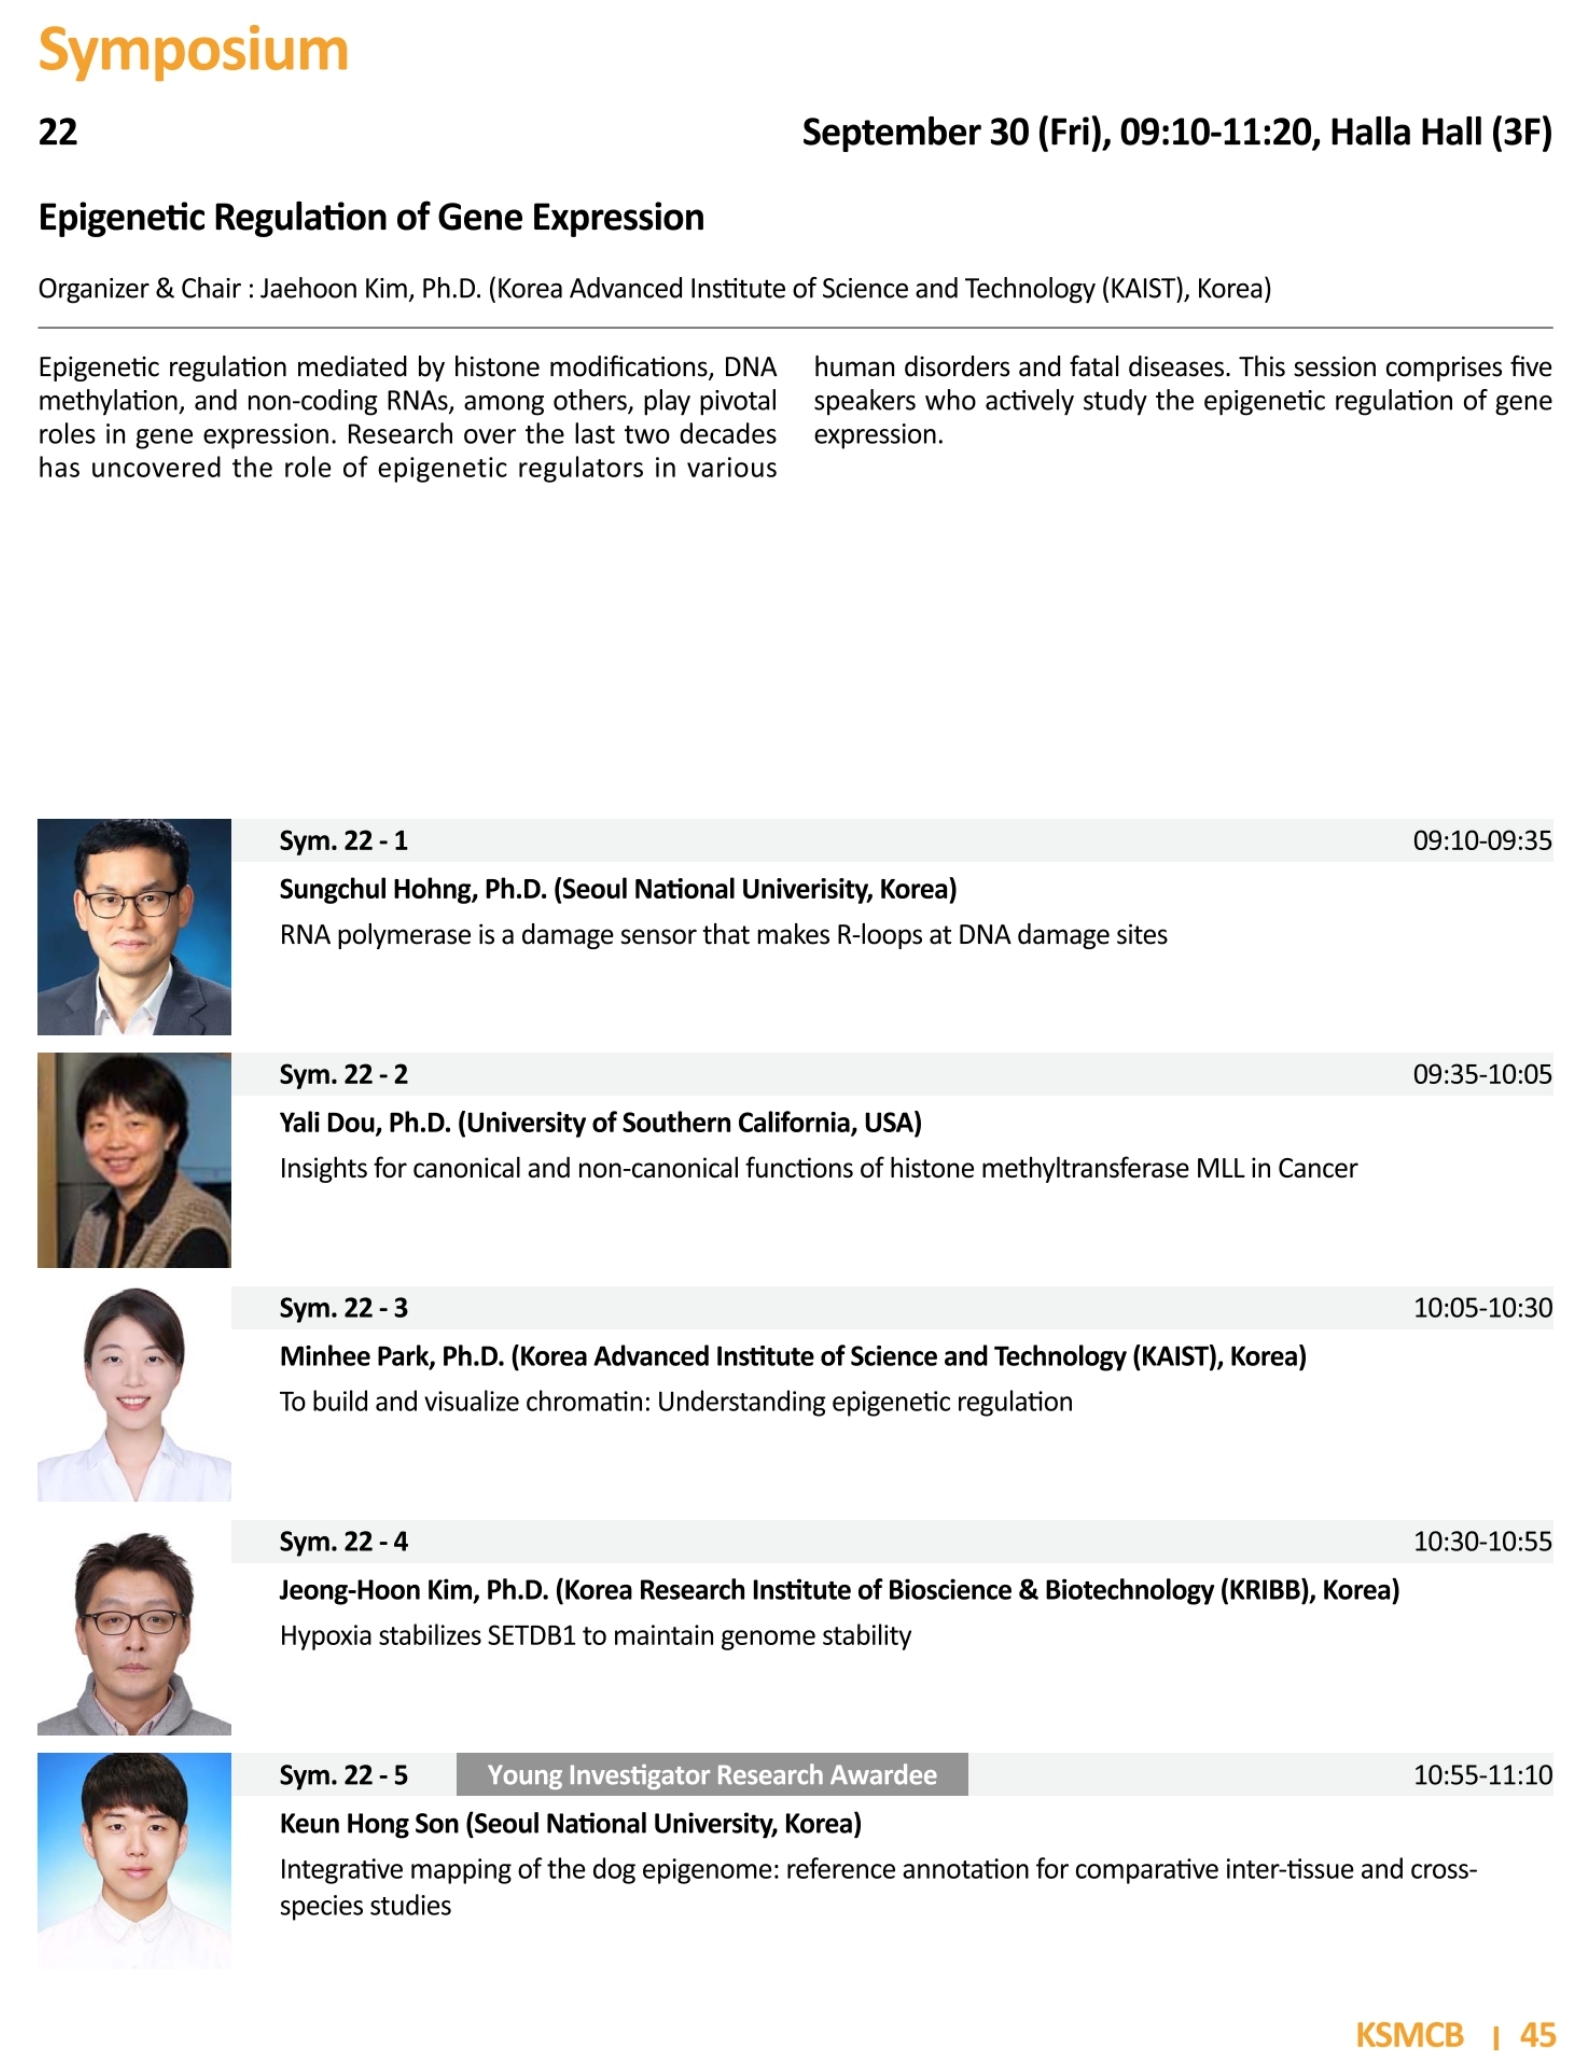 Symposium
22
September 30 (Fri), 09:10-11:20, Halla Hall (3F)
Epigenetic Regulation of Gene Expression
Organizer & Chair : Jaehoon Kim, Ph.D. (Korea Advanced Institute of Science and Technology (KAIST), Korea)
Epigenetic regulation mediated by histone modifications, DNA
methylation, and non-coding RNAs, among others, play pivotal
roles in gene expression. Research over the last two decades
has uncovered the role of epigenetic regulators in various
human disorders and fatal diseases. This session comprises five
speakers who actively study the epigenetic regulation of gene
expression.
Sym. 22 - 1
09:10-09:35
Sungchul Hohng, Ph.D. (Seoul National Univerisity, Korea)
RNA polymerase is a damage sensor that makes R-loops at DNA damage sites
Sym. 22 - 2
09:35-10:05
Yali Dou, Ph.D. (University of Southern California, USA)
Insights for canonical and non-canonical functions of histone methyltransferase MLL in Cancer
Sym. 22 - 3
10:05-10:30
Minhee Park, Ph.D. (Korea Advanced Institute of Science and Technology (KAIST), Korea)
To build and visualize chromatin: Understanding epigenetic regulation
Sym. 22 - 4
10:30-10:55
Jeong-Hoon Kim, Ph.D. (Korea Research Institute of Bioscience & Biotechnology (KRIBB), Korea)
Hypoxia stabilizes SETDB1 to maintain genome stability
Sym. 22 - 5
Young Investigator Research Awardee
10:55-11:10
Keun Hong Son (Seoul National University, Korea)
Integrative mapping of the dog epigenome: reference annotation for comparative inter-tissue and cross-
species studies
KSMCB | 45